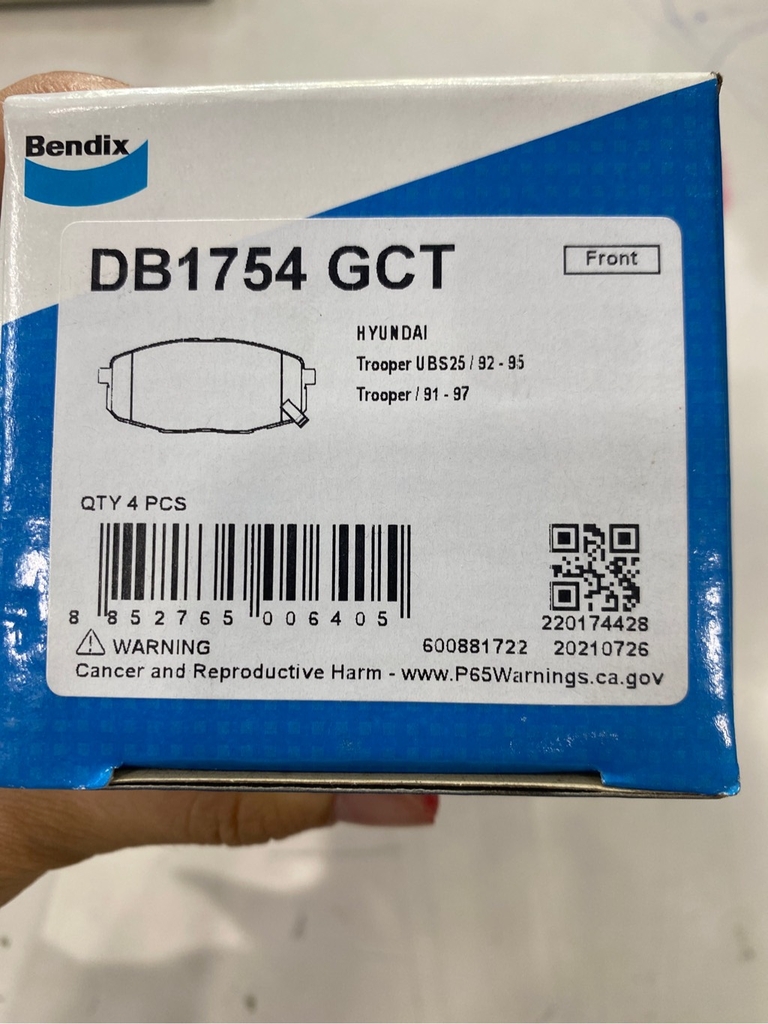 Bendix
DB1754 GCT
Front
HYUNDAI
Trooper UBS25 / 92 - 95
Trooper / 91 - 97
QTY 4 PCS
8 852765 006405
220174428
WARNING
600881722 20210726
Cancer and Reproductive Harm - www.P65Warnings.ca.gov